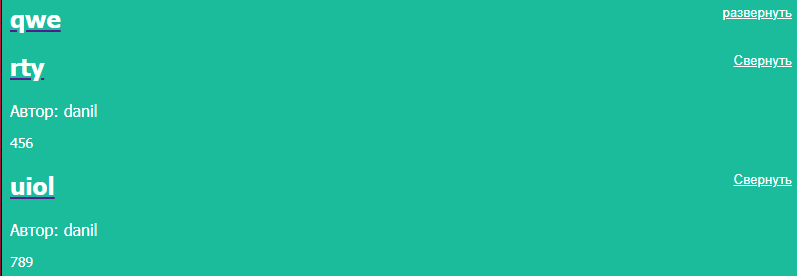 qwe развернуть
rty Свернуть
Автор: danil
456
uiol Свернуть
Автор: danil
789